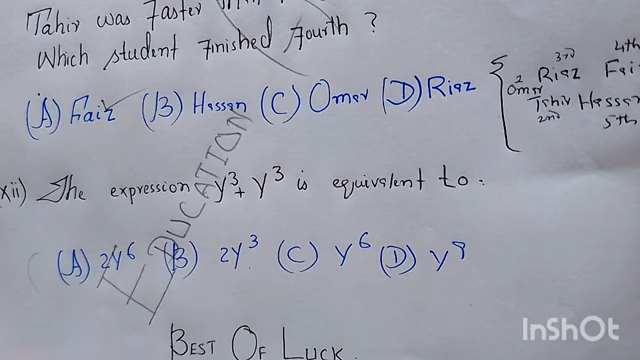 Tahir was faster
Which student finished fourth ?
(A) Faiz (B) Hassan (C) Omar (D) Riaz
3rd 4th
Omar Riaz Fai
Tahir Hassan
2nd 5th
xii) The expression y³ + y³ is equivalent to .
(A) 2y⁶ (B) 2y³ (C) y⁶ (D) y⁹
EDUCATION
BEST OF LUCK.
InShOt